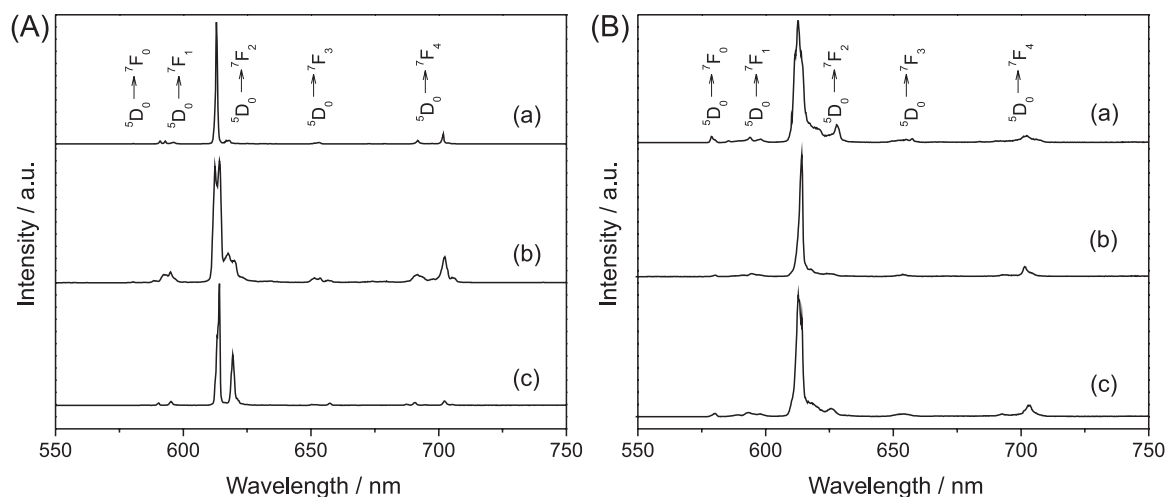 (A)
⁵D₀ → ⁷F₀
⁵D₀ → ⁷F₁
⁵D₀ → ⁷F₂
⁵D₀ → ⁷F₃
⁵D₀ → ⁷F₄
(a)
(b)
(c)
Intensity / a.u.
550 600 650 700 750
Wavelength / nm
(B)
⁵D₀ → ⁷F₀
⁵D₀ → ⁷F₁
⁵D₀ → ⁷F₂
⁵D₀ → ⁷F₃
⁵D₀ → ⁷F₄
(a)
(b)
(c)
Intensity / a.u.
550 600 650 700 750
Wavelength / nm